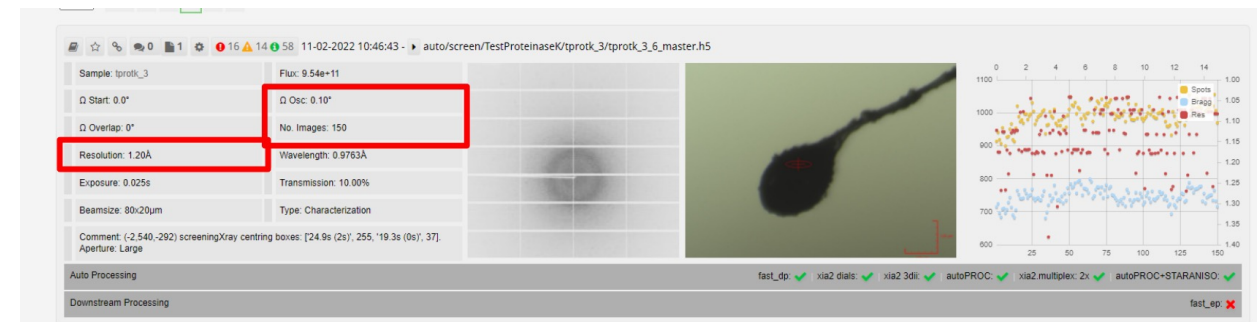 0 1 16 14 58 11-02-2022 10:46:43 - auto/screen/TestProteinaseK/tprotk_3/tprotk_3_6_master.h5
Sample: tprotk_3 Flux: 9.54e+11
Ω Start: 0.0° Ω Osc: 0.10°
Ω Overlap: 0° No. Images: 150
Resolution: 1.20Å Wavelength: 0.9763Å
Exposure: 0.025s Transmission: 10.00%
Beamsize: 80x20μm Type: Characterization
Comment: (-2,540,-292) screeningXray centring boxes: ['24.9s (2s)', 255, '19.3s (0s)', 37].
Aperture: Large
0 2 4 6 8 10 12 14
1100 1000 900 800 700 600
1.00 1.05 1.10 1.15 1.20 1.25 1.30 1.35 1.40
Spots
Bragg
Res
25 50 75 100 125 150
Auto Processing fast_dp: xia2 dials: xia2 3dii: autoPROC: xia2.multiplex: 2x autoPROC+STARANISO:
Downstream Processing fast_ep: